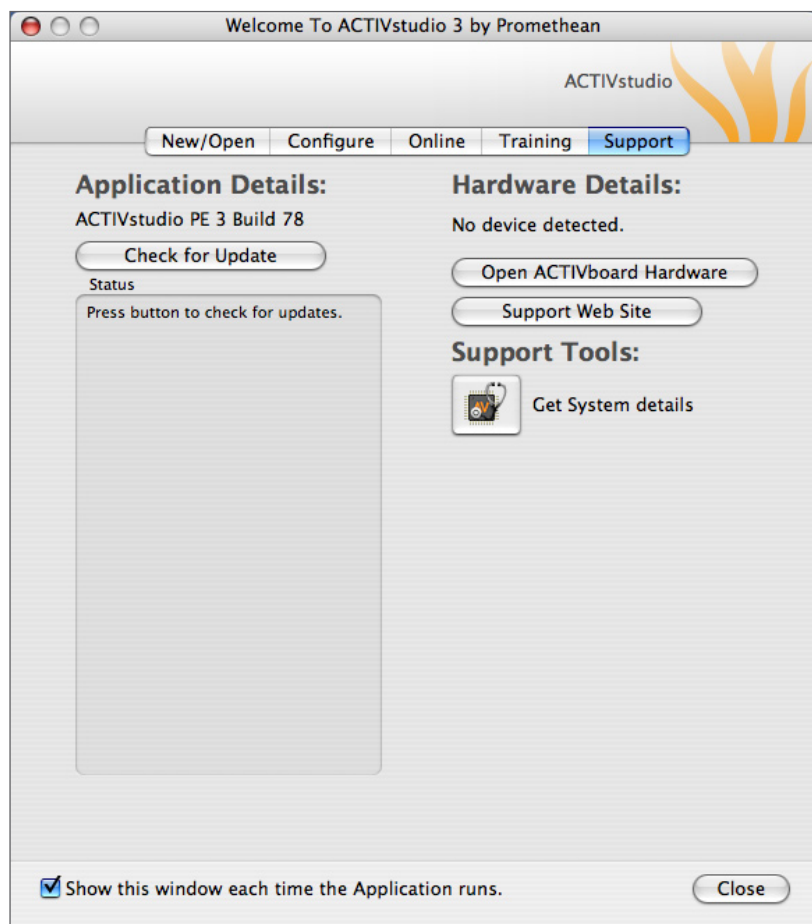 Welcome To ACTIVstudio 3 by Promethean
ACTIVstudio
New/Open Configure Online Training Support
Application Details:
ACTIVstudio PE 3 Build 78
Check for Update
Status
Press button to check for updates.
Hardware Details:
No device detected.
Open ACTIVboard Hardware
Support Web Site
Support Tools:
Get System details
Show this window each time the Application runs.
Close